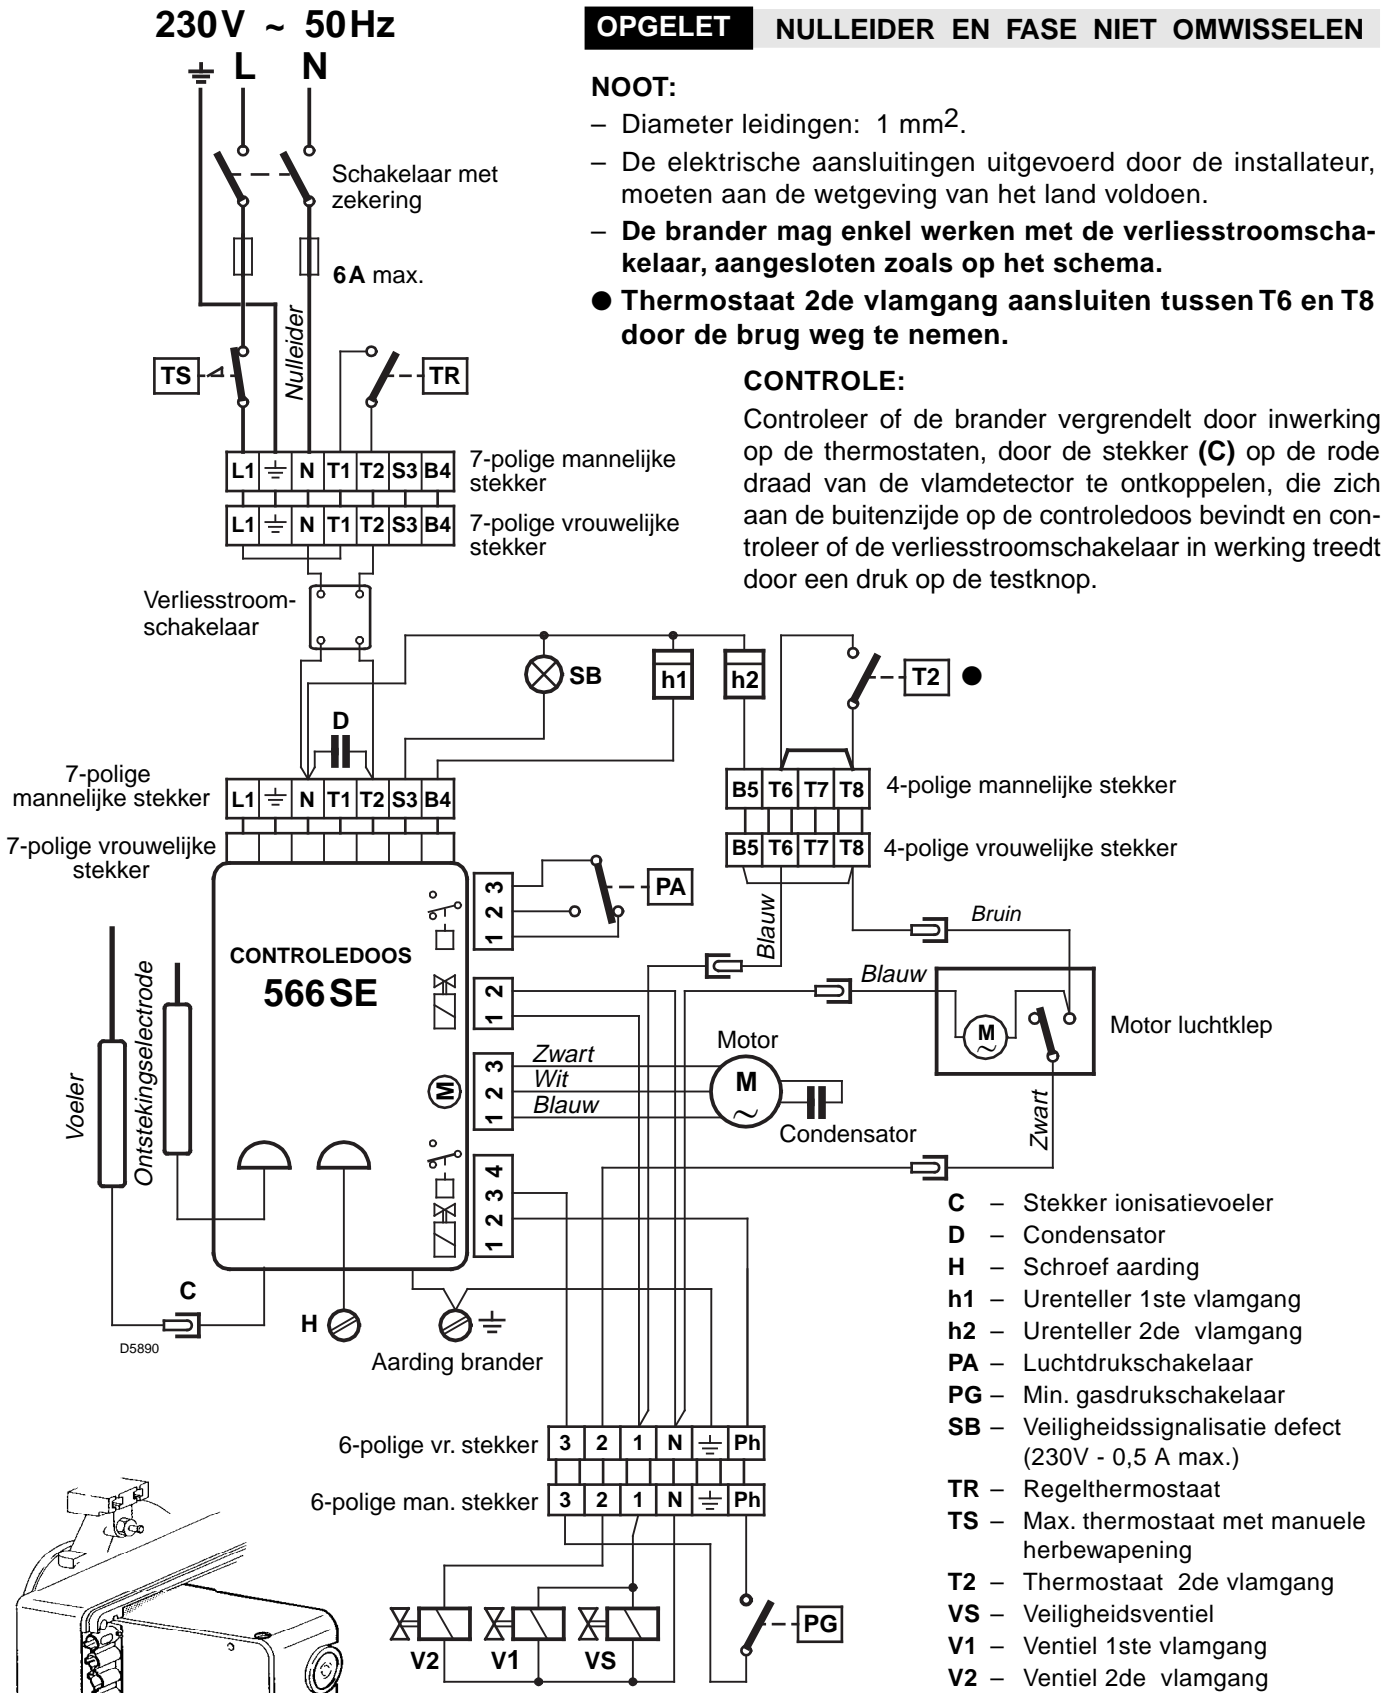 230V ~ 50Hz
L N
OPGELET NULLEIDER EN FASE NIET OMWISSELEN
NOOT:
– Diameter leidingen: 1 mm2.
– De elektrische aansluitingen uitgevoerd door de installateur,
moeten aan de wetgeving van het land voldoen.
– De brander mag enkel werken met de verliesstroomscha-
kelaar, aangesloten zoals op het schema.
● Thermostaat 2de vlamgang aansluiten tussen T6 en T8
door de brug weg te nemen.
CONTROLE:
Controleer of de brander vergrendelt door inwerking
op de thermostaten, door de stekker (C) op de rode
draad van de vlamdetector te ontkoppelen, die zich
aan de buitenzijde op de controledoos bevindt en con-
troleer of de verliesstroomschakelaar in werking treedt
door een druk op de testknop.
Schakelaar met
zekering
6A max.
Nulleider
TS
TR
L1 N T1 T2 S3 B4
7-polige mannelijke
stekker
L1 N T1 T2 S3 B4
7-polige vrouwelijke
stekker
Verliesstroom-
schakelaar
SB
h1
h2
T2 ●
D
7-polige
mannelijke stekker
L1 N T1 T2 S3 B4
7-polige vrouwelijke
stekker
B5 T6 T7 T8
4-polige mannelijke stekker
B5 T6 T7 T8
4-polige vrouwelijke stekker
CONTROLEDOOS
566SE
1 2 3
PA
1 2
Blauw
Bruin
Blauw
Motor luchtklep
M
~
Zwart
Voeler
Ontstekingselectrode
M
1 2 3
Zwart
Wit
Blauw
Motor
M
~
Condensator
1 2 3 4
C
D5890
H
Aarding brander
6-polige vr. stekker
3 2 1 N Ph
6-polige man. stekker
3 2 1 N Ph
V2
V1
VS
PG
C – Stekker ionisatievoeler
D – Condensator
H – Schroef aarding
h1 – Urenteller 1ste vlamgang
h2 – Urenteller 2de vlamgang
PA – Luchtdrukschakelaar
PG – Min. gasdrukschakelaar
SB – Veiligheidssignalisatie defect
(230V - 0,5 A max.)
TR – Regelthermostaat
TS – Max. thermostaat met manuele
herbewapening
T2 – Thermostaat 2de vlamgang
VS – Veiligheidsventiel
V1 – Ventiel 1ste vlamgang
V2 – Ventiel 2de vlamgang